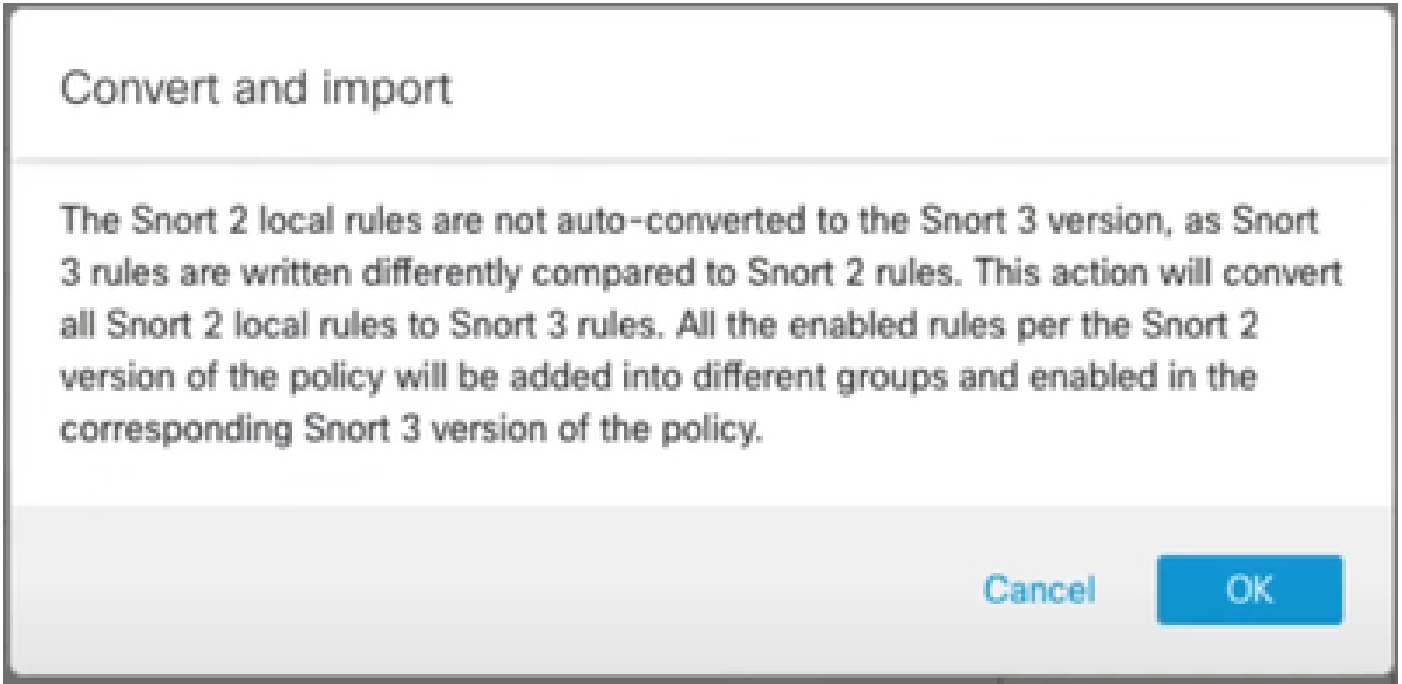 Convert and import
The Snort 2 local rules are not auto-converted to the Snort 3 version, as Snort
3 rules are written differently compared to Snort 2 rules. This action will convert
all Snort 2 local rules to Snort 3 rules. All the enabled rules per the Snort 2
version of the policy will be added into different groups and enabled in the
corresponding Snort 3 version of the policy.
Cancel OK